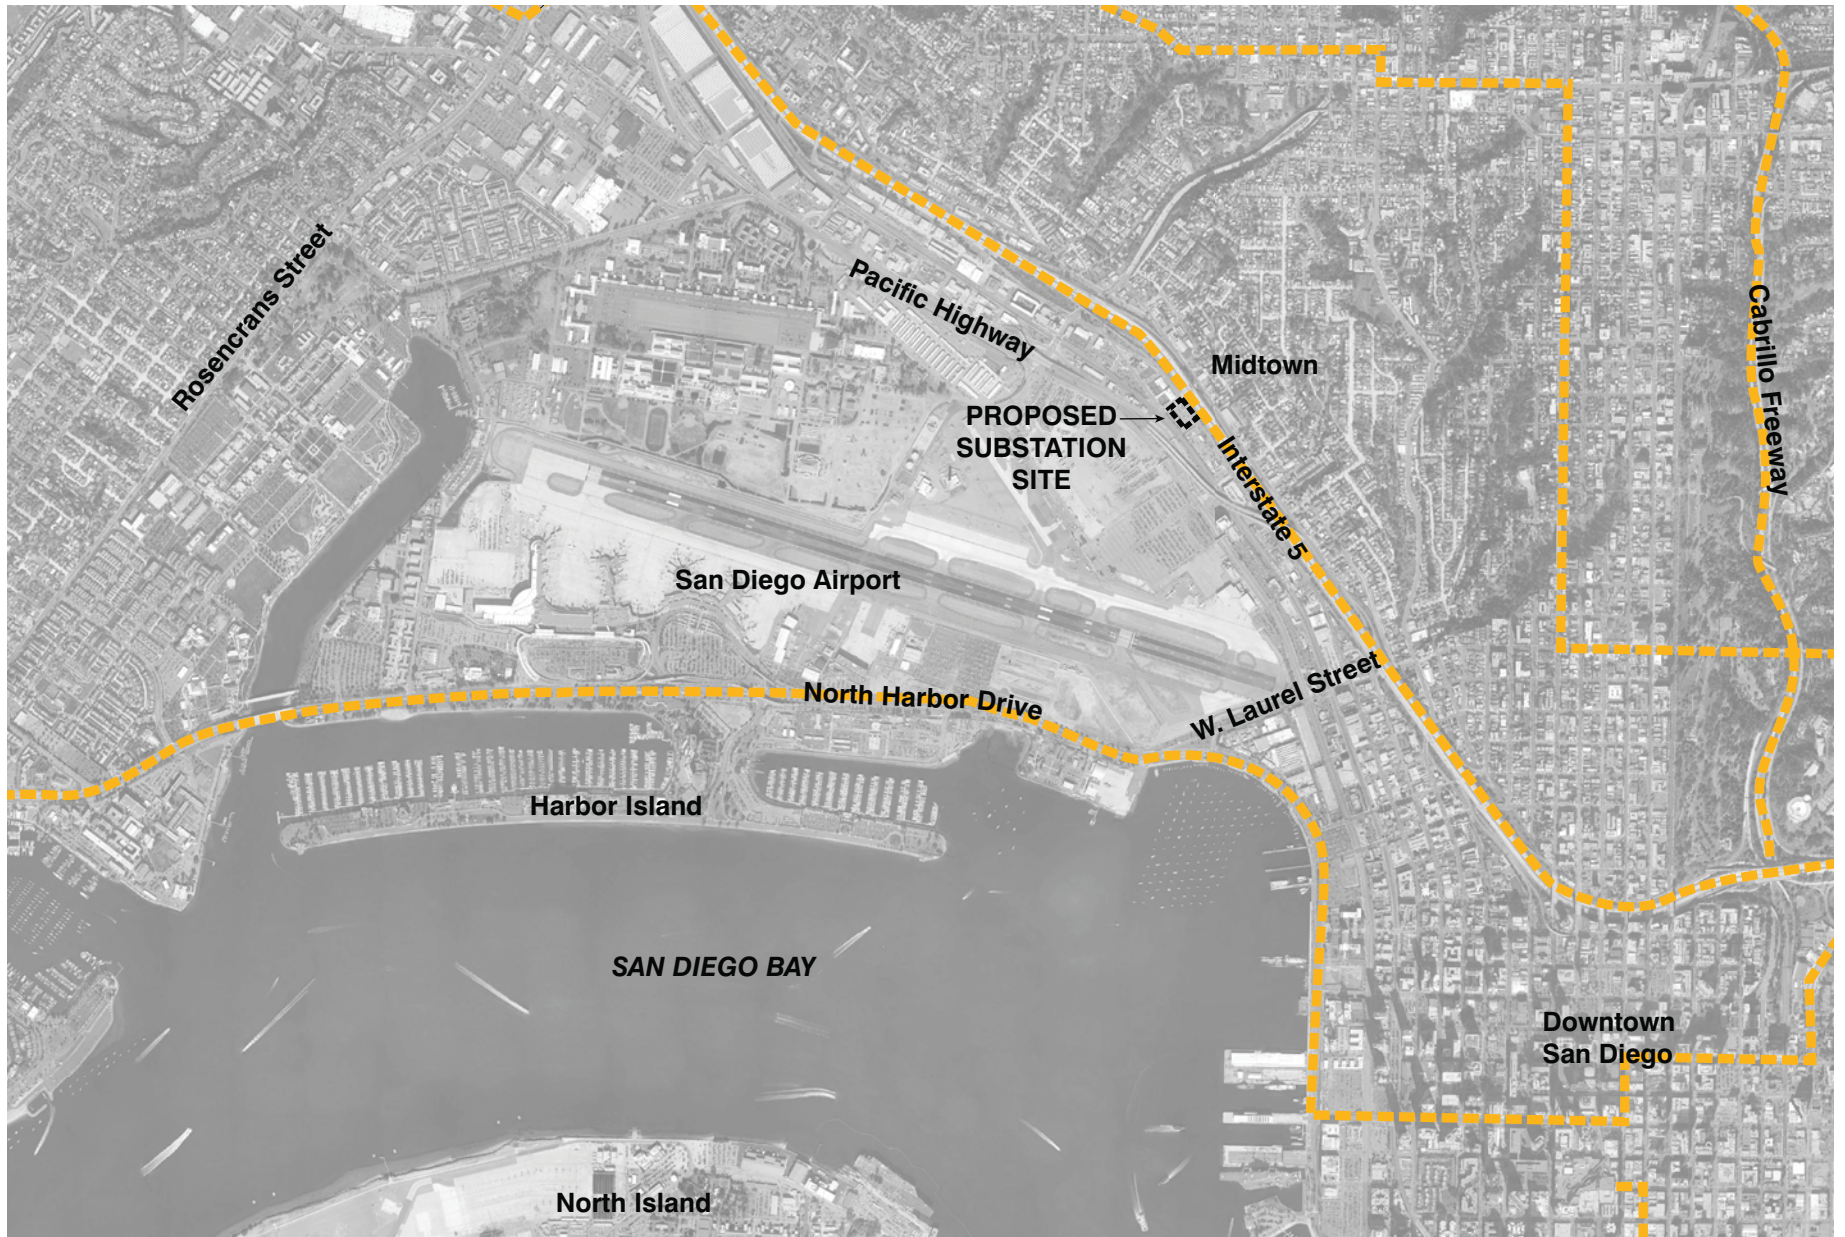 Rosencrans Street
Pacific Highway
Midtown
Cabrillo Freeway
PROPOSED
SUBSTATION
SITE
Interstate 5
San Diego Airport
North Harbor Drive
W. Laurel Street
Harbor Island
SAN DIEGO BAY
Downtown
San Diego
North Island